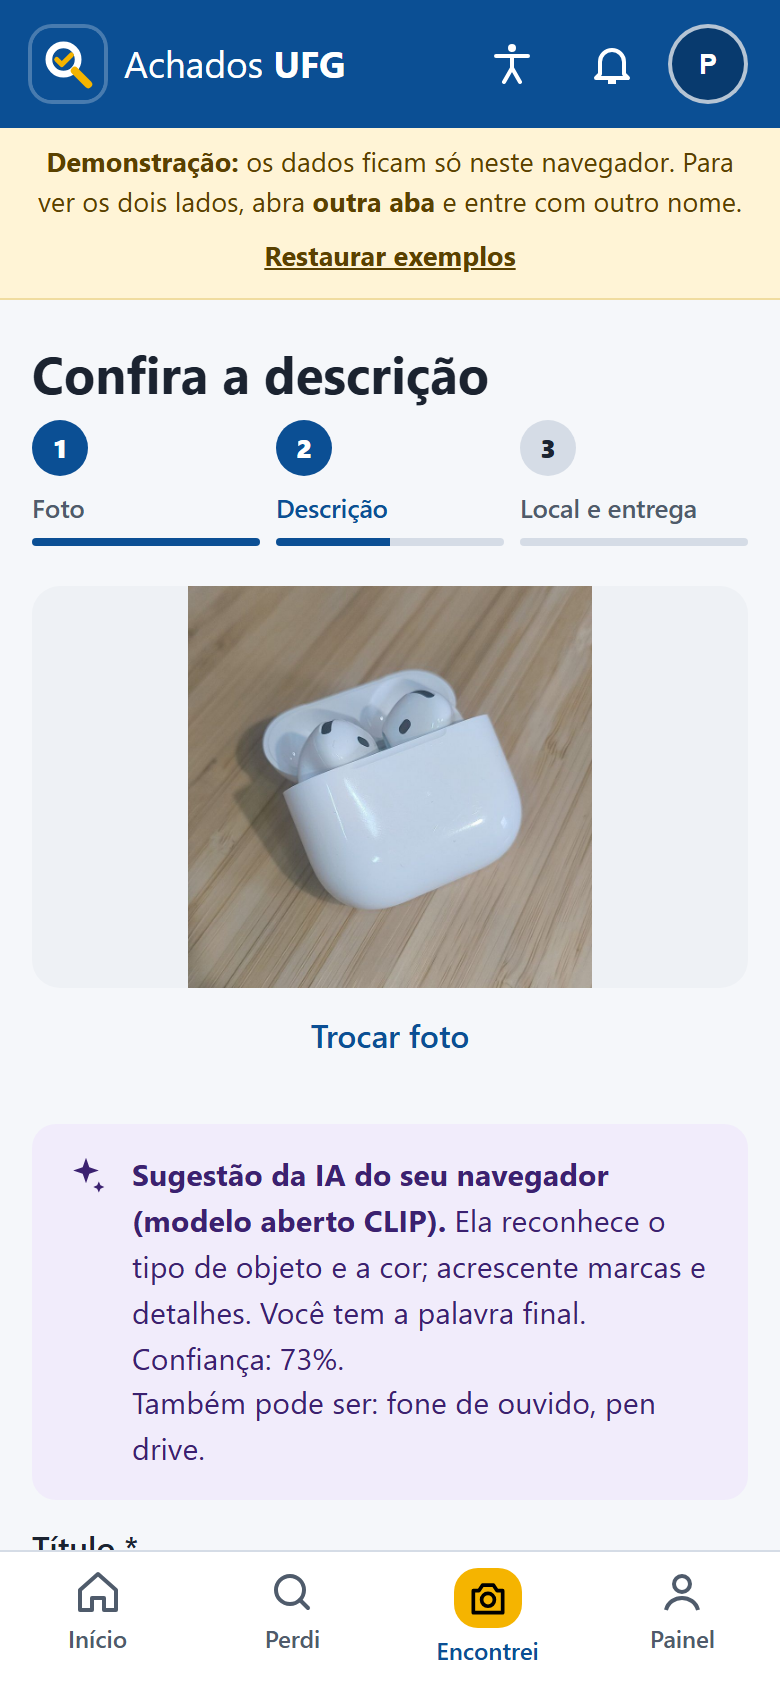 Achados UFG
P
Demonstração: os dados ficam só neste navegador. Para
ver os dois lados, abra outra aba e entre com outro nome.
Restaurar exemplos
Confira a descrição
1
2
3
Foto
Descrição
Local e entrega
Trocar foto
Sugestão da IA do seu navegador
(modelo aberto CLIP). Ela reconhece o
tipo de objeto e a cor; acrescente marcas e
detalhes. Você tem a palavra final.
Confiança: 73%.
Também pode ser: fone de ouvido, pen
drive.
Título *
Início
Perdi
Encontrei
Painel